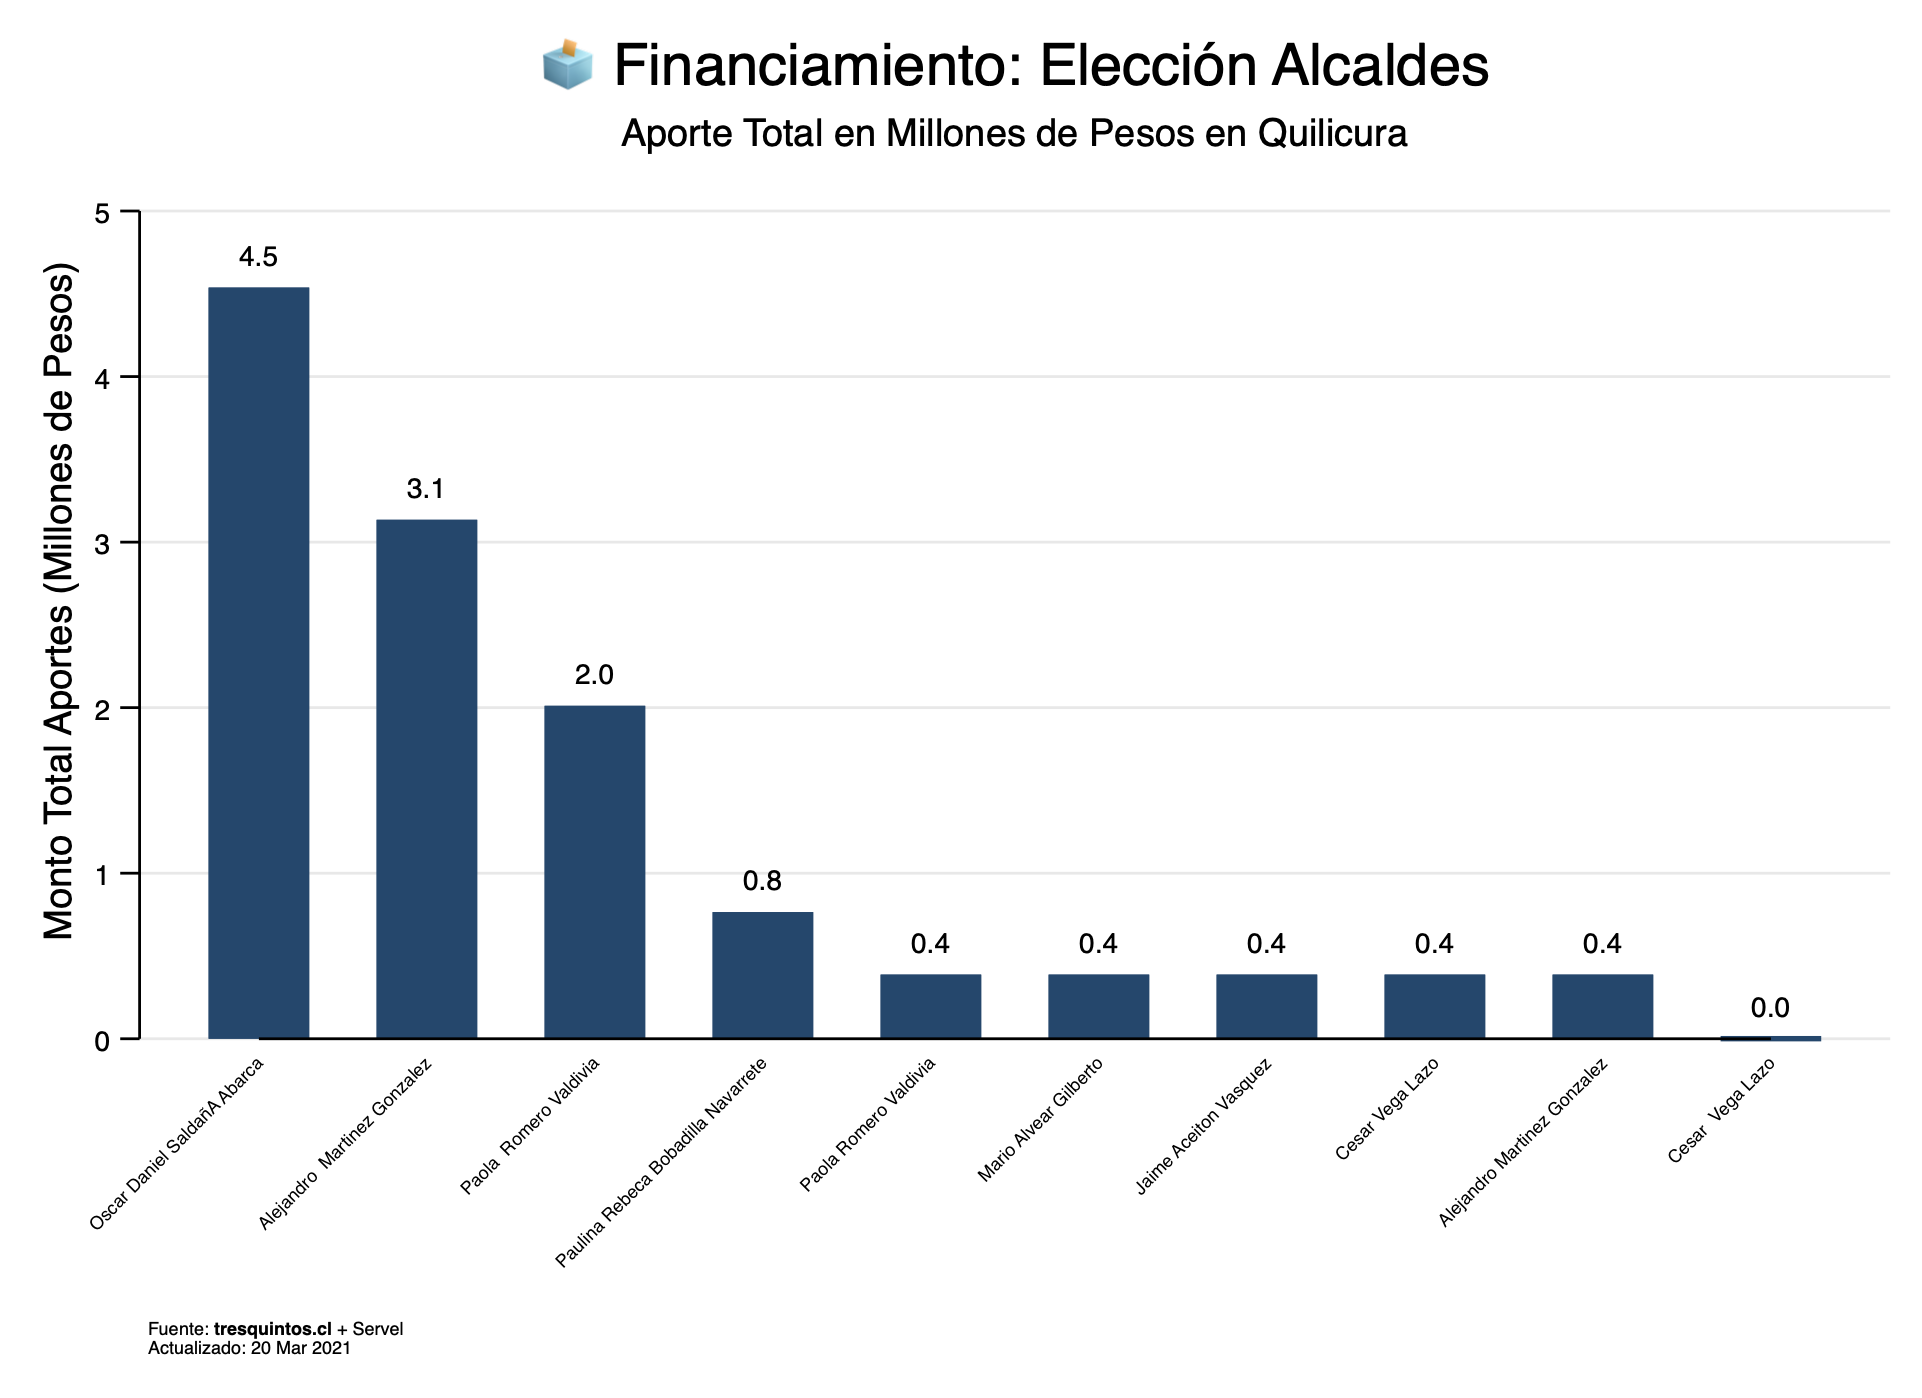 Financiamiento: Elección Alcaldes
Aporte Total en Millones de Pesos en Quilicura
Monto Total Aportes (Millones de Pesos)
5
4
3
2
1
0
4.5
3.1
2.0
0.8
0.4
0.4
0.4
0.4
0.4
0.0
Oscar Daniel SaldañA Abarca
Alejandro  Martinez Gonzalez
Paola  Romero Valdivia
Paulina Rebeca Bobadilla Navarrete
Paola Romero Valdivia
Mario Alvear Gilberto
Jaime Aceiton Vasquez
Cesar Vega Lazo
Alejandro Martinez Gonzalez
Cesar  Vega Lazo
Fuente: tresquintos.cl + Servel
Actualizado: 20 Mar 2021